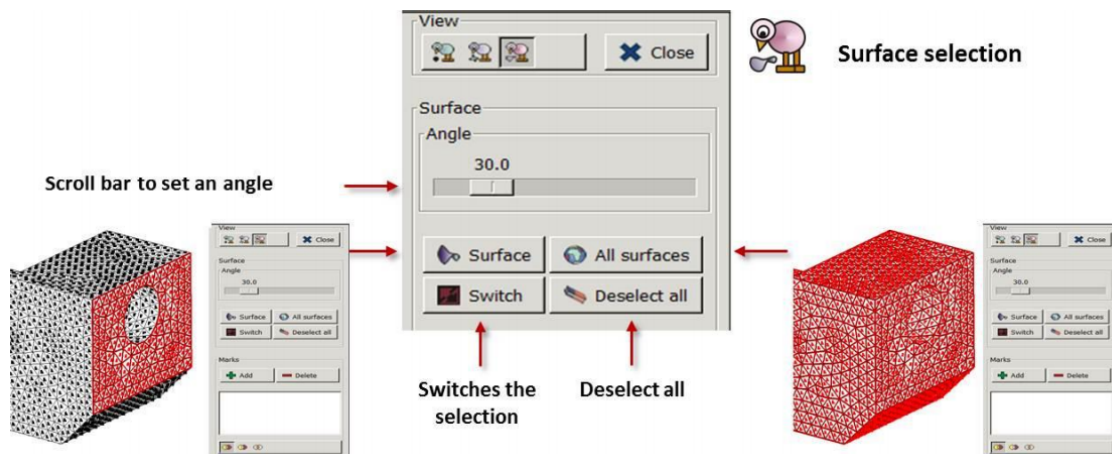 View
Close
Surface selection
Surface
Angle
30.0
Scroll bar to set an angle
Surface
All surfaces
Switch
Deselect all
Switches the
selection
Deselect all
View
Close
Surface
Angle
30.0
Surface
All surfaces
Switch
Deselect all
Marks
Add
Delete
View
Close
Surface
Angle
30.0
Surface
All surfaces
Switch
Deselect all
Marks
Add
Delete